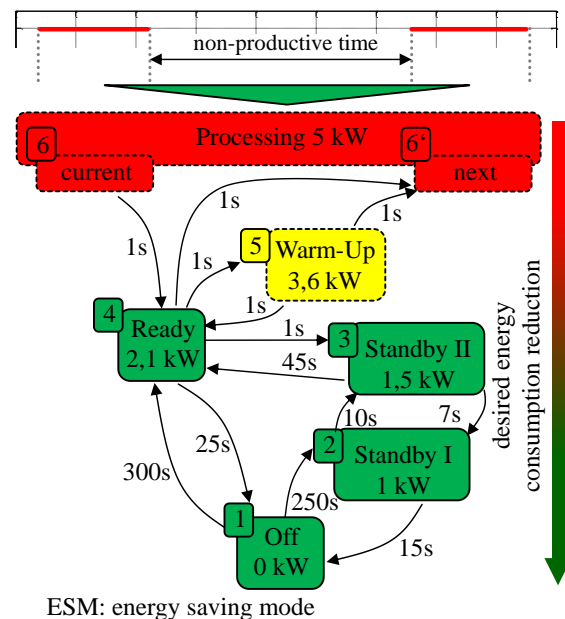 non-productive time
6
Processing 5 kW
6‘
current
next
1s
1s
1s
1s
5
Warm-Up
3,6 kW
1s
4
Ready
2,1 kW
1s
3
Standby II
1,5 kW
45s
10s
7s
2
Standby I
1 kW
25s
300s
250s
1
Off
0 kW
15s
desired energy
consumption reduction
ESM: energy saving mode